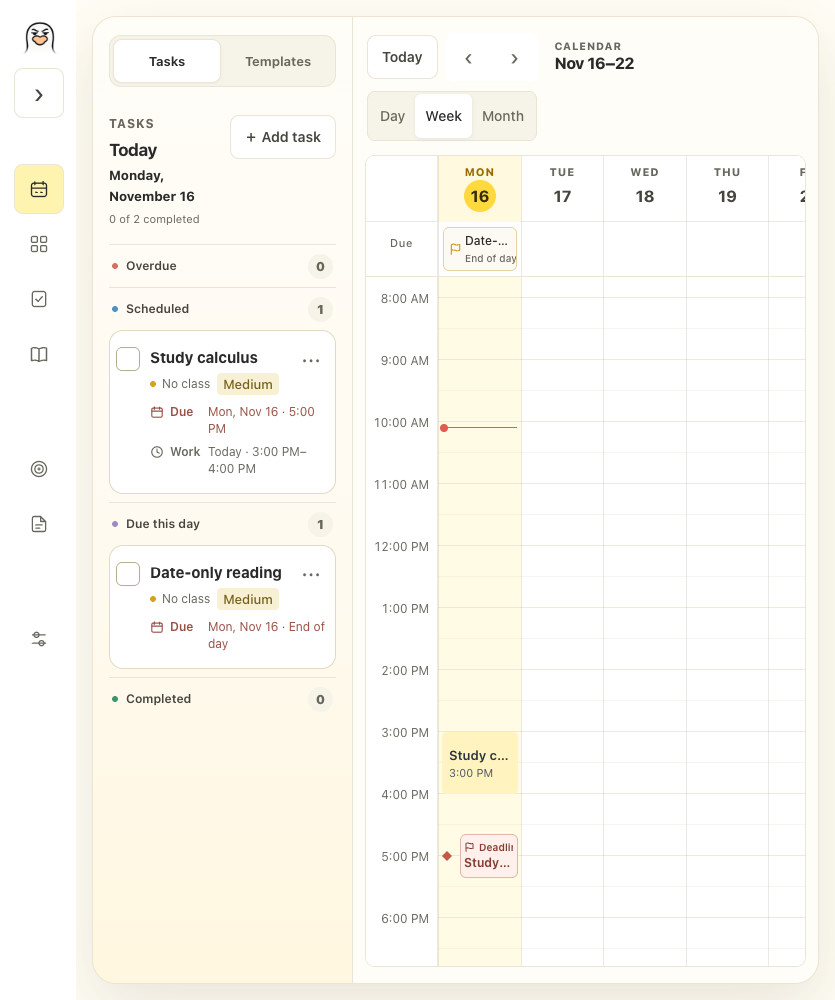 Tasks
Templates
TASKS
Today
Monday,
November 16
0 of 2 completed
+ Add task
Overdue
0
Scheduled
1
Study calculus
No class
Medium
Due
Mon, Nov 16 · 5:00
PM
Work
Today · 3:00 PM–
4:00 PM
Due this day
1
Date-only reading
No class
Medium
Due
Mon, Nov 16 · End of
day
Completed
0
Today
CALENDAR
Nov 16–22
Day
Week
Month
MON
16
TUE
17
WED
18
THU
19
Due
Date-...
End of day
8:00 AM
9:00 AM
10:00 AM
11:00 AM
12:00 PM
1:00 PM
2:00 PM
3:00 PM
Study c...
3:00 PM
4:00 PM
5:00 PM
Study...
6:00 PM